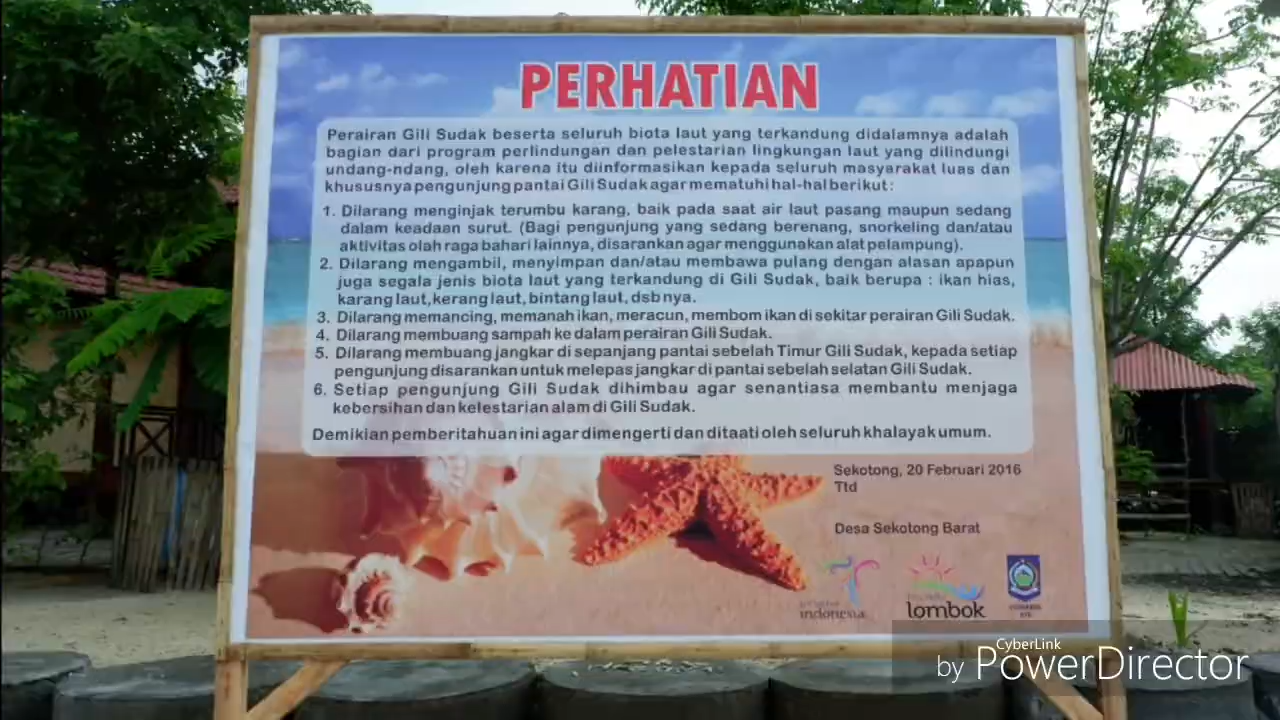 PERHATIAN
Perairan Gili Sudak beserta seluruh biota laut yang terkandung didalamnya adalah
bagian dari program perlindungan dan pelestarian lingkungan laut yang dilindungi
undang-ndang, oleh karena itu diinformasikan kepada seluruh masyarakat luas dan
khususnya pengunjung pantai Gili Sudak agar mematuhi hal-hal berikut :
1. Dilarang menginjak terumbu karang, baik pada saat air laut pasang maupun sedang
dalam keadaan surut. (Bagi pengunjung yang sedang berenang, snorkeling dan/atau
aktivitas olah raga bahari lainnya, disarankan agar menggunakan alat pelampung).
2. Dilarang mengambil, menyimpan dan/atau membawa pulang dengan alasan apapun
juga segala jenis biota laut yang terkandung di Gili Sudak, baik berupa : ikan hias,
karang laut, kerang laut, bintang laut, dsb nya.
3. Dilarang memancing, memanah ikan, meracun, membom ikan di sekitar perairan Gili Sudak.
4. Dilarang membuang sampah ke dalam perairan Gili Sudak.
5. Dilarang membuang jangkar di sepanjang pantai sebelah Timur Gili Sudak, kepada setiap
pengunjung disarankan untuk melepas jangkar di pantai sebelah selatan Gili Sudak.
6. Setiap pengunjung Gili Sudak dihimbau agar senantiasa membantu menjaga
kebersihan dan kelestarian alam di Gili Sudak.
Demikian pemberitahuan ini agar dimengerti dan ditaati oleh seluruh khalayak umum.
Sekotong, 20 Februari 2016
Ttd
Desa Sekotong Barat
indonesia
lombok
CyberLink
by PowerDirector